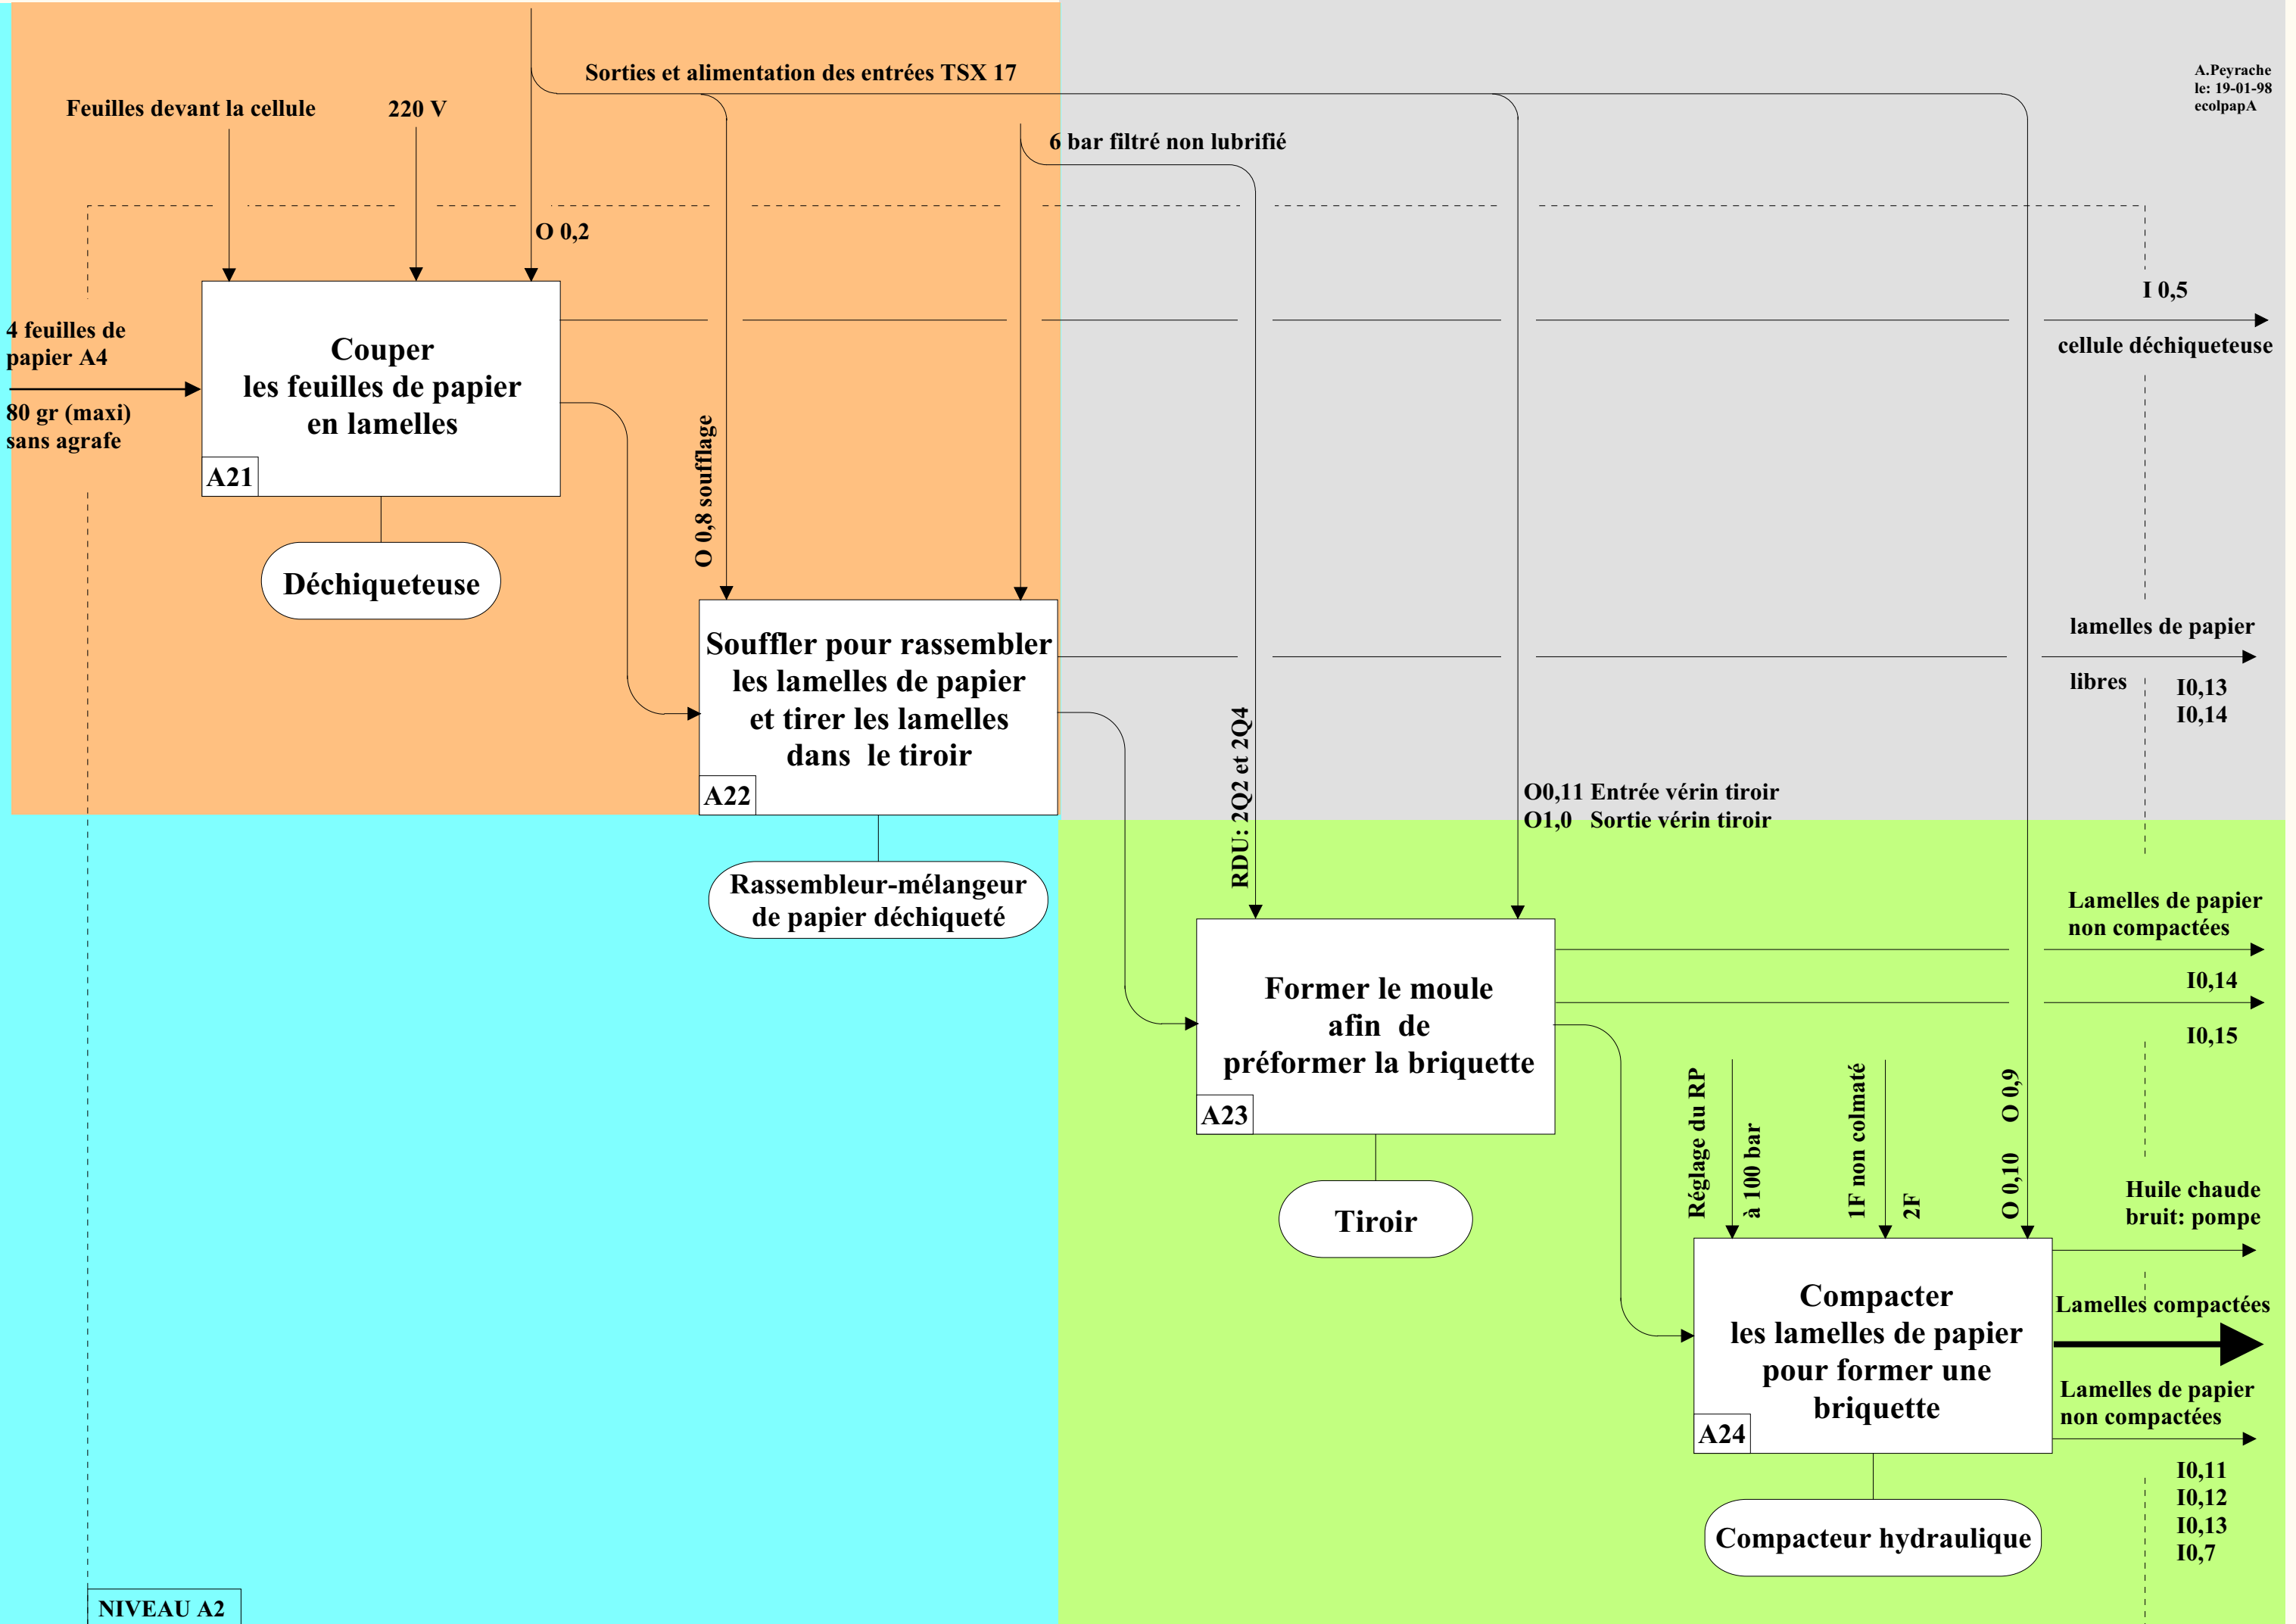 Sorties et alimentation des entrées TSX 17
A.Peyrache
le: 19-01-98
ecolpapA
Feuilles devant la cellule
220 V
6 bar filtré non lubrifié
O 0,2
I 0,5
cellule déchiqueteuse
4 feuilles de
papier A4
80 gr (maxi)
sans agrafe
Couper
les feuilles de papier
en lamelles
A21
Déchiqueteuse
O 0,8 soufflage
Souffler pour rassembler
les lamelles de papier
et tirer les lamelles
dans le tiroir
A22
Rassembleur-mélangeur
de papier déchiqueté
lamelles de papier
libres
I0,13
I0,14
RDU: 2Q2 et 2Q4
O0,11 Entrée vérin tiroir
O1,0 Sortie vérin tiroir
Former le moule
afin de
préformer la briquette
A23
Tiroir
Lamelles de papier
non compactées
I0,14
I0,15
Réglage du RP
à 100 bar
1F non colmaté
2F
O 0,10 O 0,9
Compacter
les lamelles de papier
pour former une
briquette
A24
Compacteur hydraulique
Huile chaude
bruit: pompe
Lamelles compactées
Lamelles de papier
non compactées
I0,11
I0,12
I0,13
I0,7
NIVEAU A2